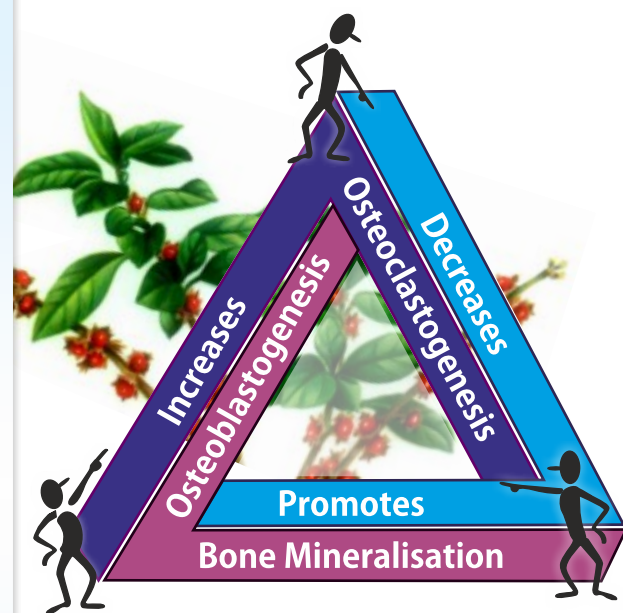 Increases
Osteoblastogenesis
Decreases
Osteoclastogenesis
Promotes
Bone Mineralisation